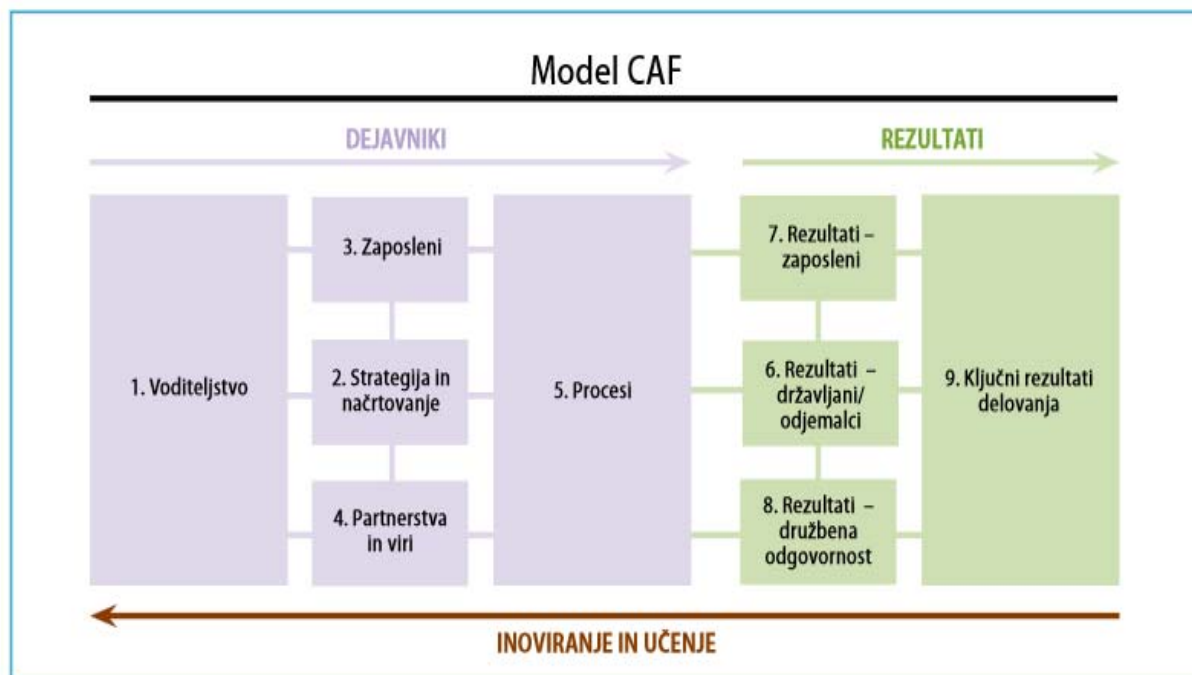 Model CAF
DEJAVNIKI
REZULTATI
1. Voditeljstvo
3. Zaposleni
2. Strategija in
načrtovanje
4. Partnerstva
in viri
5. Procesi
7. Rezultati –
zaposleni
6. Rezultati –
državljani/
odjemalci
8. Rezultati –
družbena
odgovornost
9. Ključni rezultati
delovanja
INOVIRANJE IN UČENJE